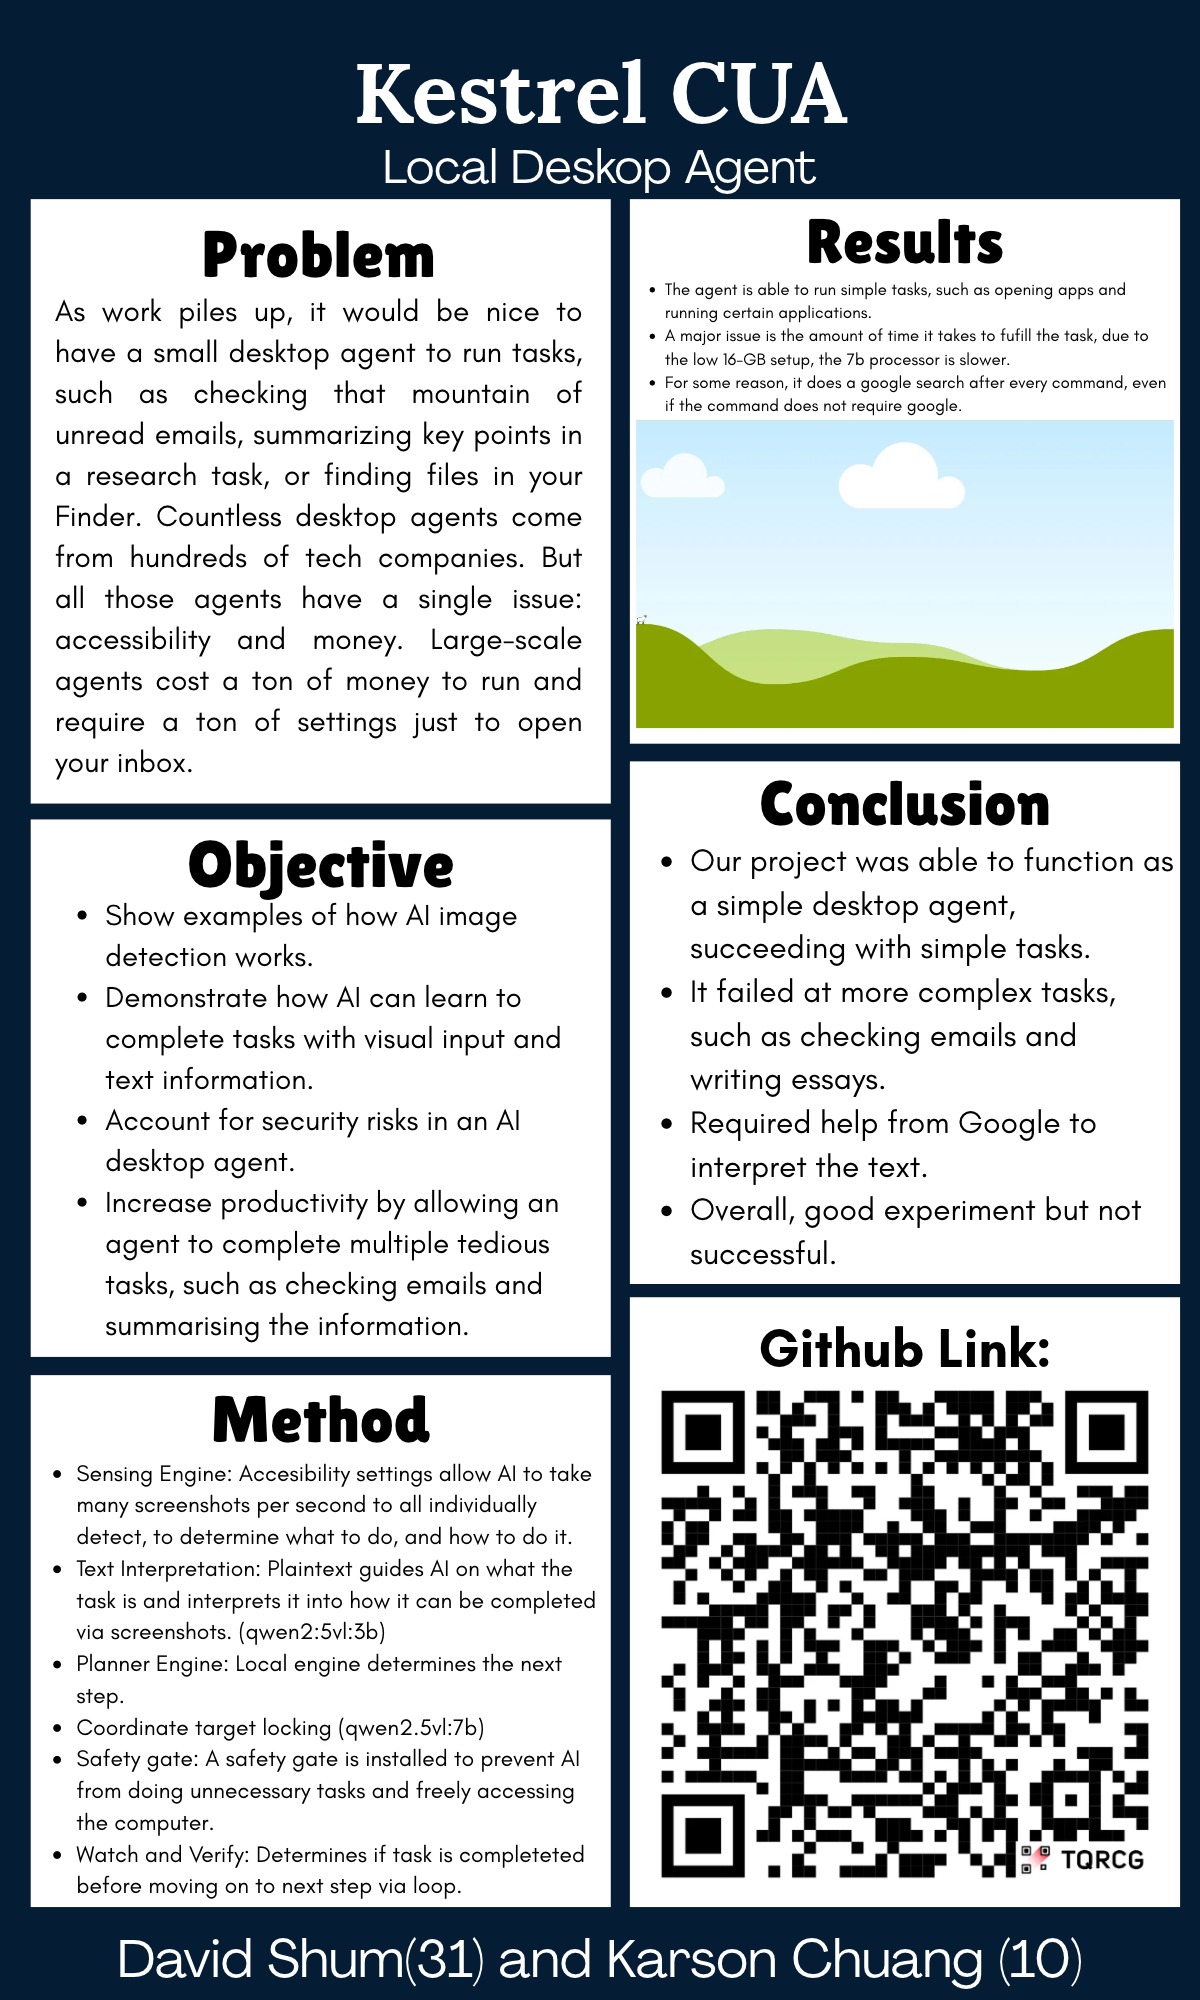 Kestrel CUA
Local Deskop Agent
Problem
As work piles up, it would be nice to
have a small desktop agent to run tasks,
such as checking that mountain of
unread emails, summarizing key points in
a research task, or finding files in your
Finder. Countless desktop agents come
from hundreds of tech companies. But
all those agents have a single issue:
accessibility and money. Large-scale
agents cost a ton of money to run and
require a ton of settings just to open
your inbox.
Objective
• Show examples of how AI image
detection works.
• Demonstrate how AI can learn to
complete tasks with visual input and
text information.
• Account for security risks in an AI
desktop agent.
• Increase productivity by allowing an
agent to complete multiple tedious
tasks, such as checking emails and
summarising the information.
Method
• Sensing Engine: Accesibility settings allow AI to take
many screenshots per second to all individually
detect, to determine what to do, and how to do it.
• Text Interpretation: Plaintext guides AI on what the
task is and interprets it into how it can be completed
via screenshots. (qwen2:5vl:3b)
• Planner Engine: Local engine determines the next
step.
• Coordinate target locking (qwen2.5vl:7b)
• Safety gate: A safety gate is installed to prevent AI
from doing unnecessary tasks and freely accessing
the computer.
• Watch and Verify: Determines if task is completeted
before moving on to next step via loop.
Results
• The agent is able to run simple tasks, such as opening apps and
running certain applications.
• A major issue is the amount of time it takes to fufill the task, due to
the low 16-GB setup, the 7b processor is slower.
• For some reason, it does a google search after every command, even
if the command does not require google.
Conclusion
• Our project was able to function as
a simple desktop agent,
succeeding with simple tasks.
• It failed at more complex tasks,
such as checking emails and
writing essays.
• Required help from Google to
interpret the text.
• Overall, good experiment but not
successful.
Github Link:
TQRCG
David Shum(31) and Karson Chuang (10)